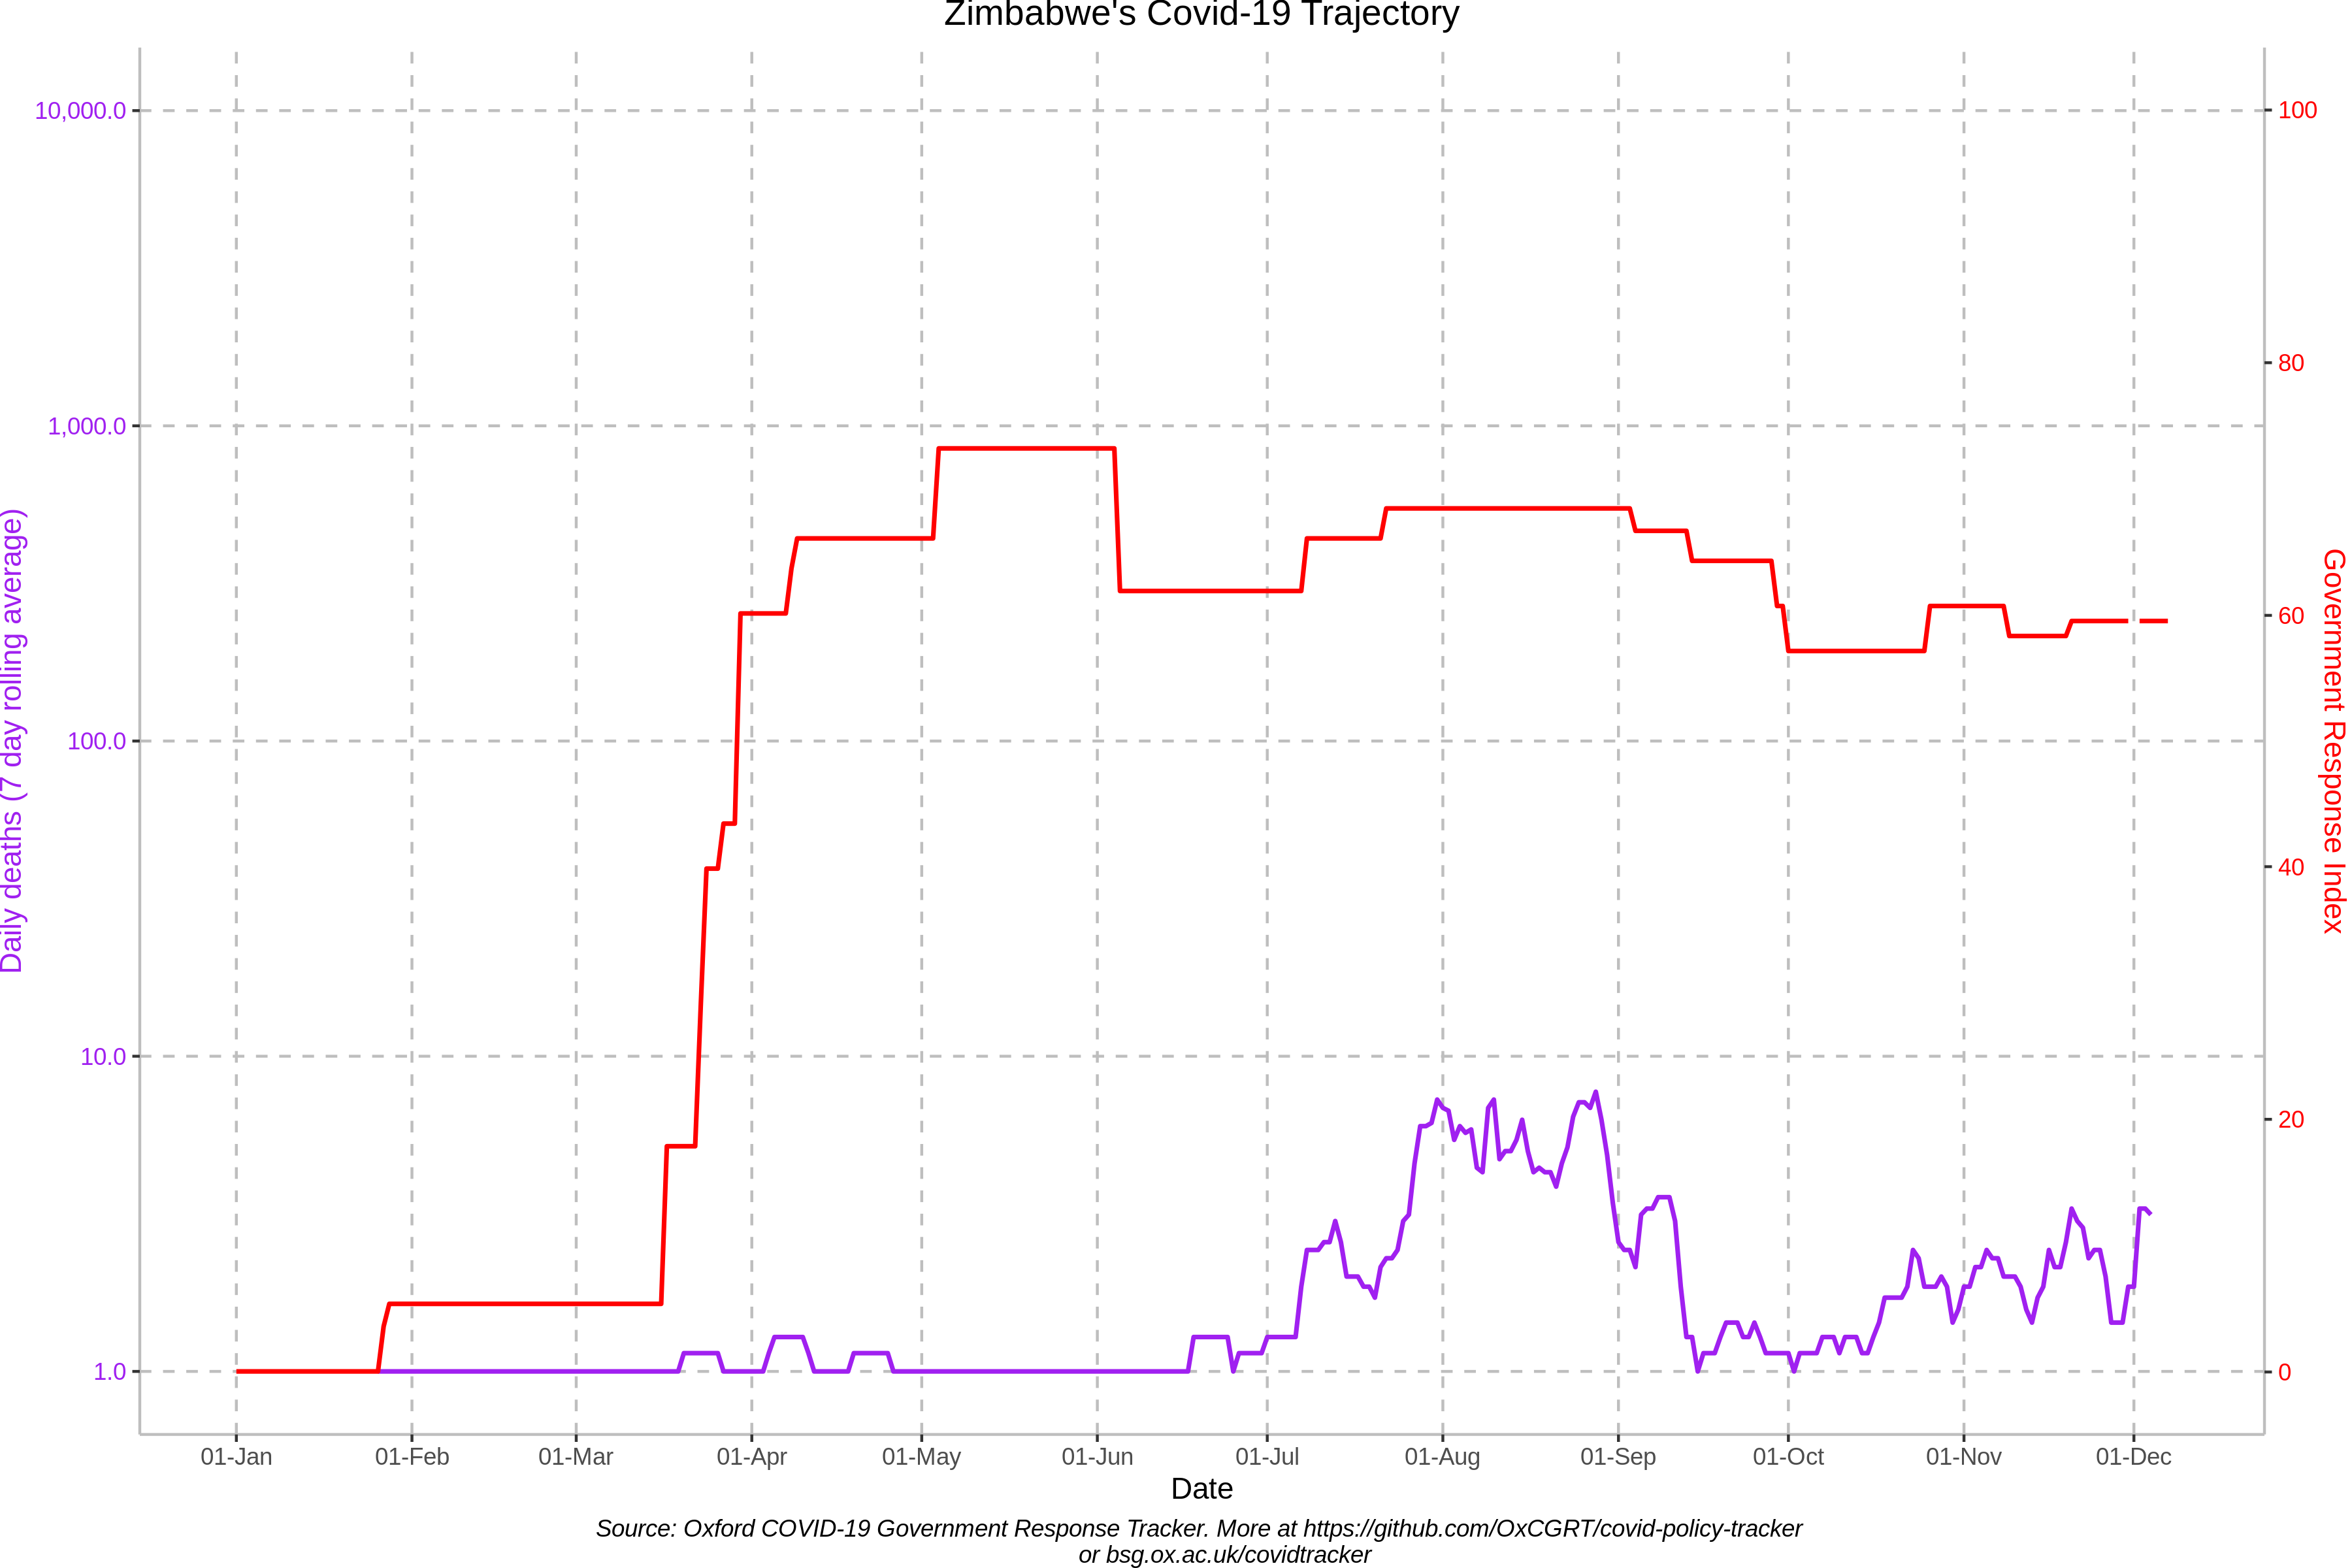 Zimbabwe's Covid-19 Trajectory
10,000.0
1,000.0
100.0
10.0
1.0
Daily deaths (7 day rolling average)
100
80
60
40
20
0
Government Response Index
01-Jan 01-Feb 01-Mar 01-Apr 01-May 01-Jun 01-Jul 01-Aug 01-Sep 01-Oct 01-Nov 01-Dec
Date
Source: Oxford COVID-19 Government Response Tracker. More at https://github.com/OxCGRT/covid-policy-tracker
or bsg.ox.ac.uk/covidtracker